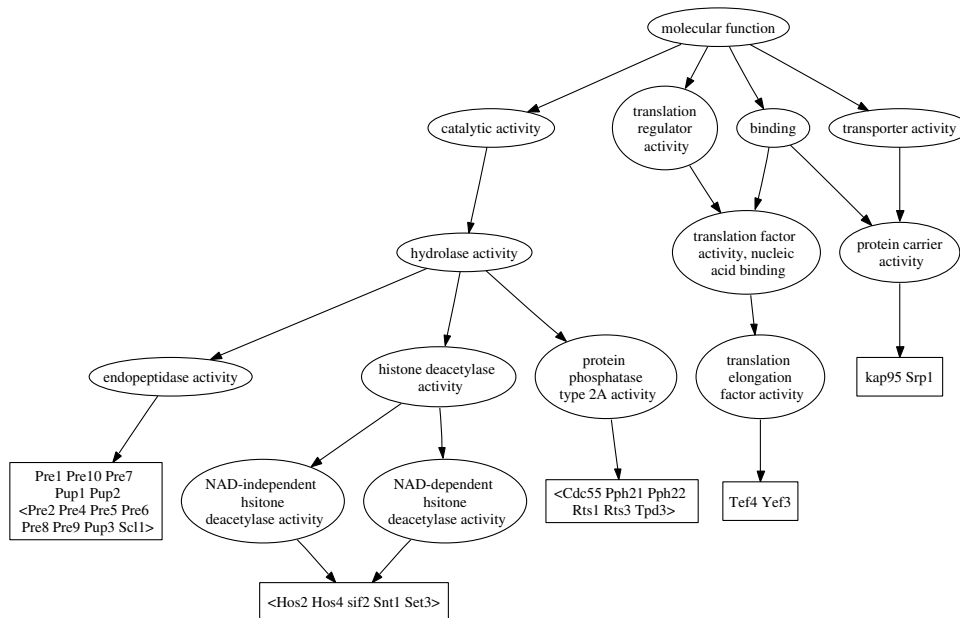 molecular function
catalytic activity
translation
regulator
activity
binding
transporter activity
hydrolase activity
translation factor
activity, nucleic
acid binding
protein carrier
activity
endopeptidase activity
histone deacetylase
activity
protein
phosphatase
type 2A activity
translation
elongation
factor activity
kap95 Srp1
Pre1 Pre10 Pre7
Pup1 Pup2
<Pre2 Pre4 Pre5 Pre6
Pre8 Pre9 Pup3 Scl1>
NAD-independent
hsitone
deacetylase activity
NAD-dependent
hsitone
deacetylase activity
<Cdc55 Pph21 Pph22
Rts1 Rts3 Tpd3>
Tef4 Yef3
<Hos2 Hos4 sif2 Snt1 Set3>